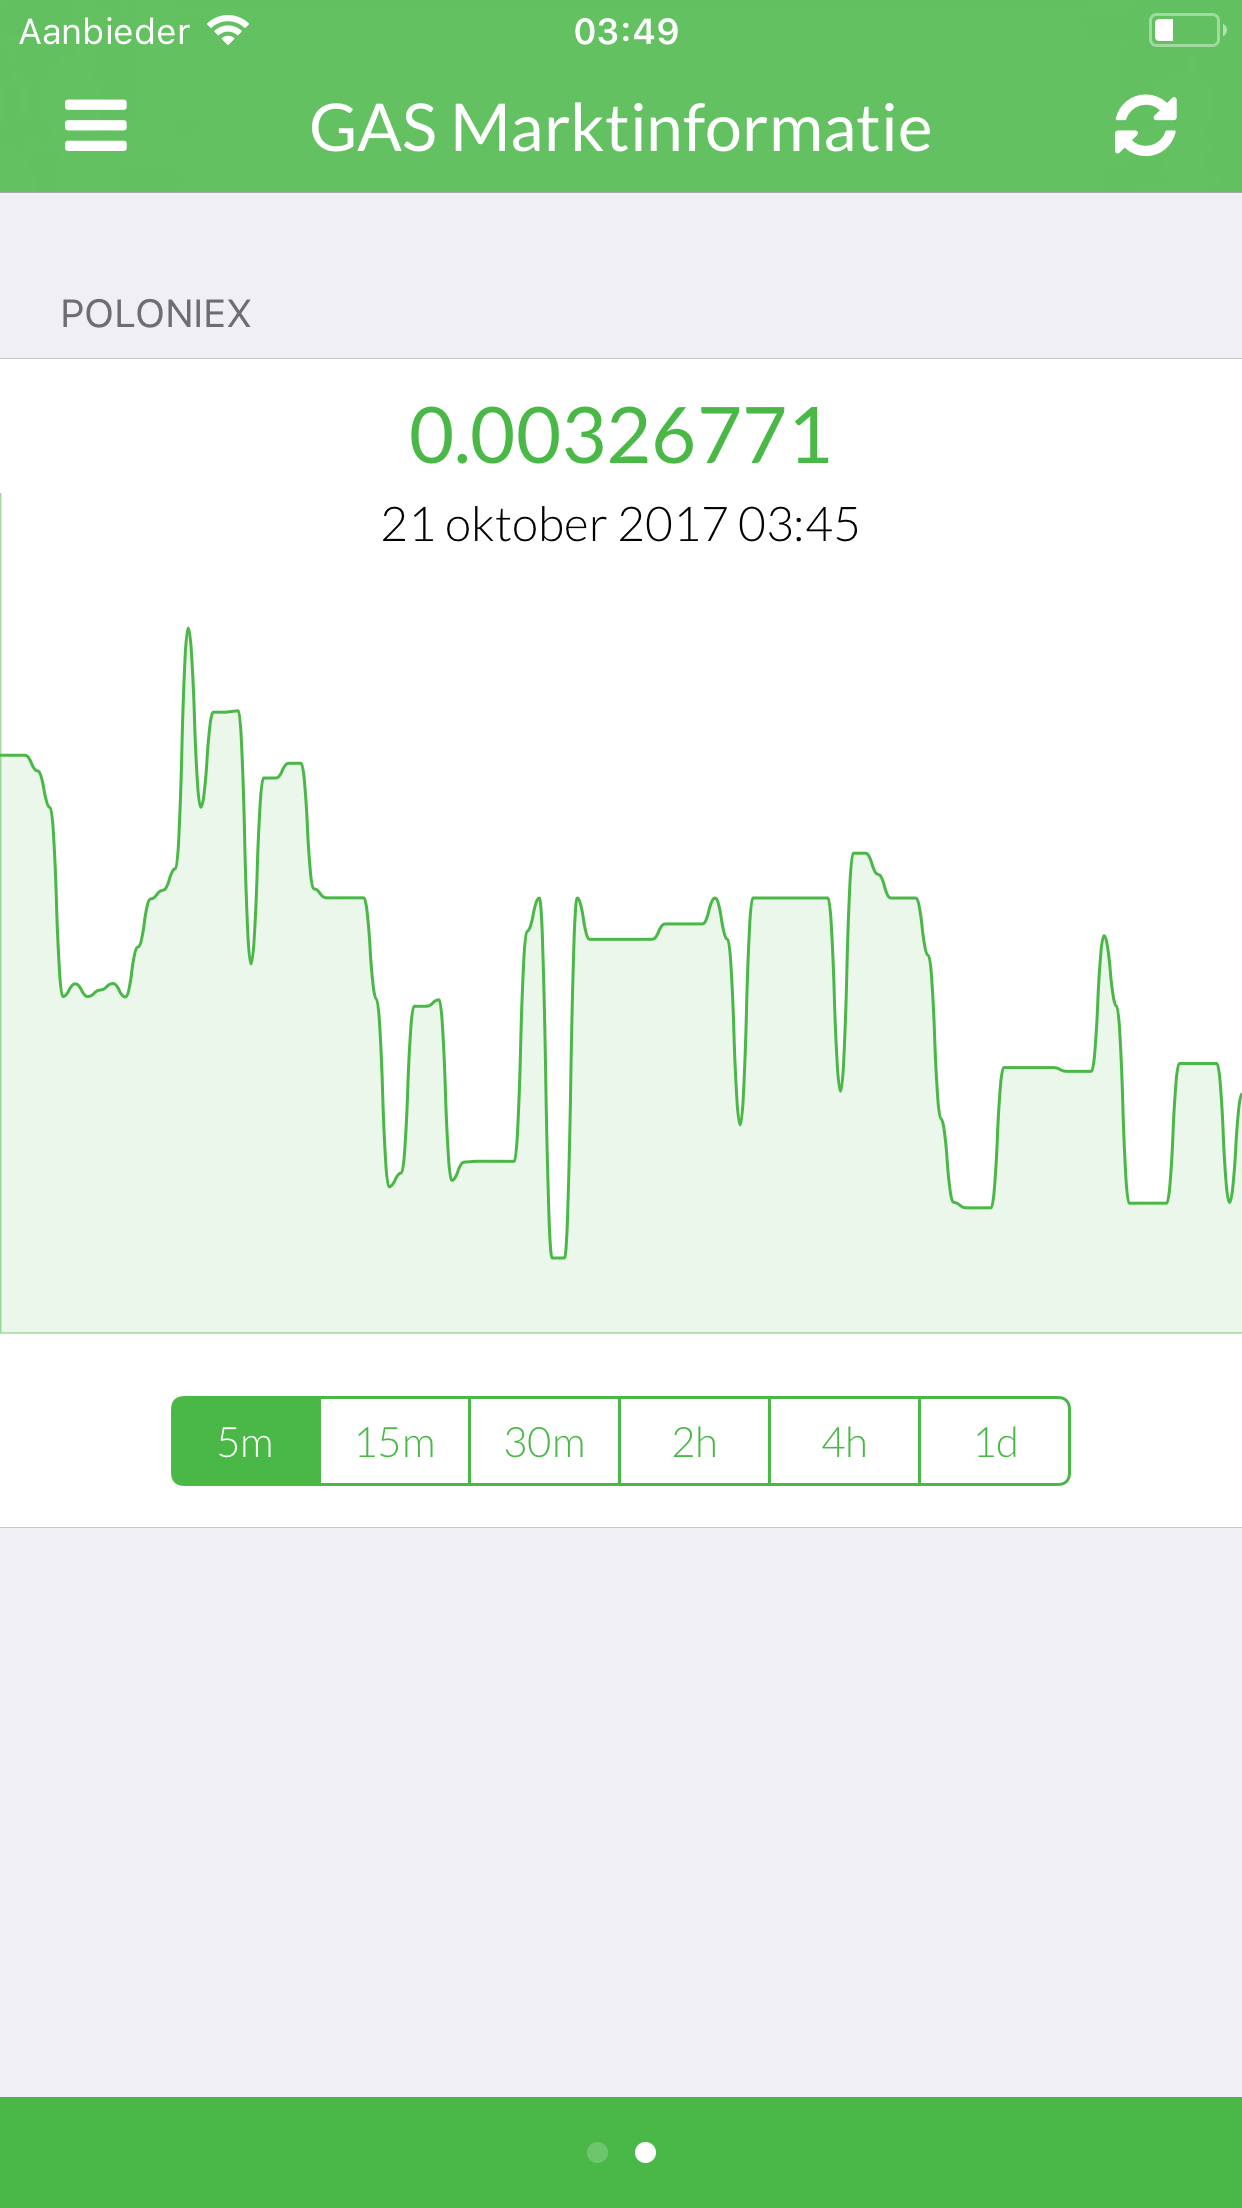 Aanbieder 03:49
GAS Marktinformatie
POLONIEX
0.00326771
21 oktober 2017 03:45
5m 15m 30m 2h 4h 1d